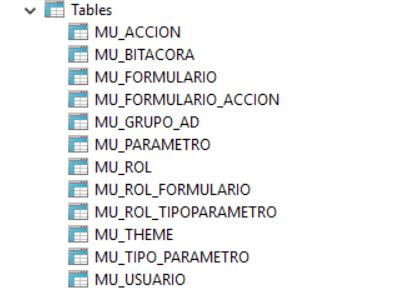 Tables
MU_ACCION
MU_BITACORA
MU_FORMULARIO
MU_FORMULARIO_ACCION
MU_GRUPO_AD
MU_PARAMETRO
MU_ROL
MU_ROL_FORMULARIO
MU_ROL_TIPOPARAMETRO
MU_THEME
MU_TIPO_PARAMETRO
MU_USUARIO